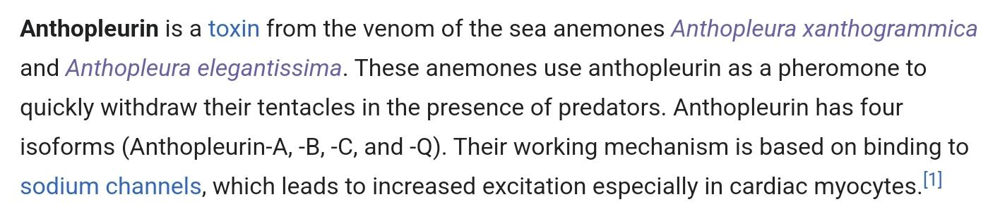 Anthopleurin is a toxin from the venom of the sea anemones Anthopleura xanthogrammica
and Anthopleura elegantissima. These anemones use anthopleurin as a pheromone to
quickly withdraw their tentacles in the presence of predators. Anthopleurin has four
isoforms (Anthopleurin-A, -B, -C, and -Q). Their working mechanism is based on binding to
sodium channels, which leads to increased excitation especially in cardiac myocytes.[1]